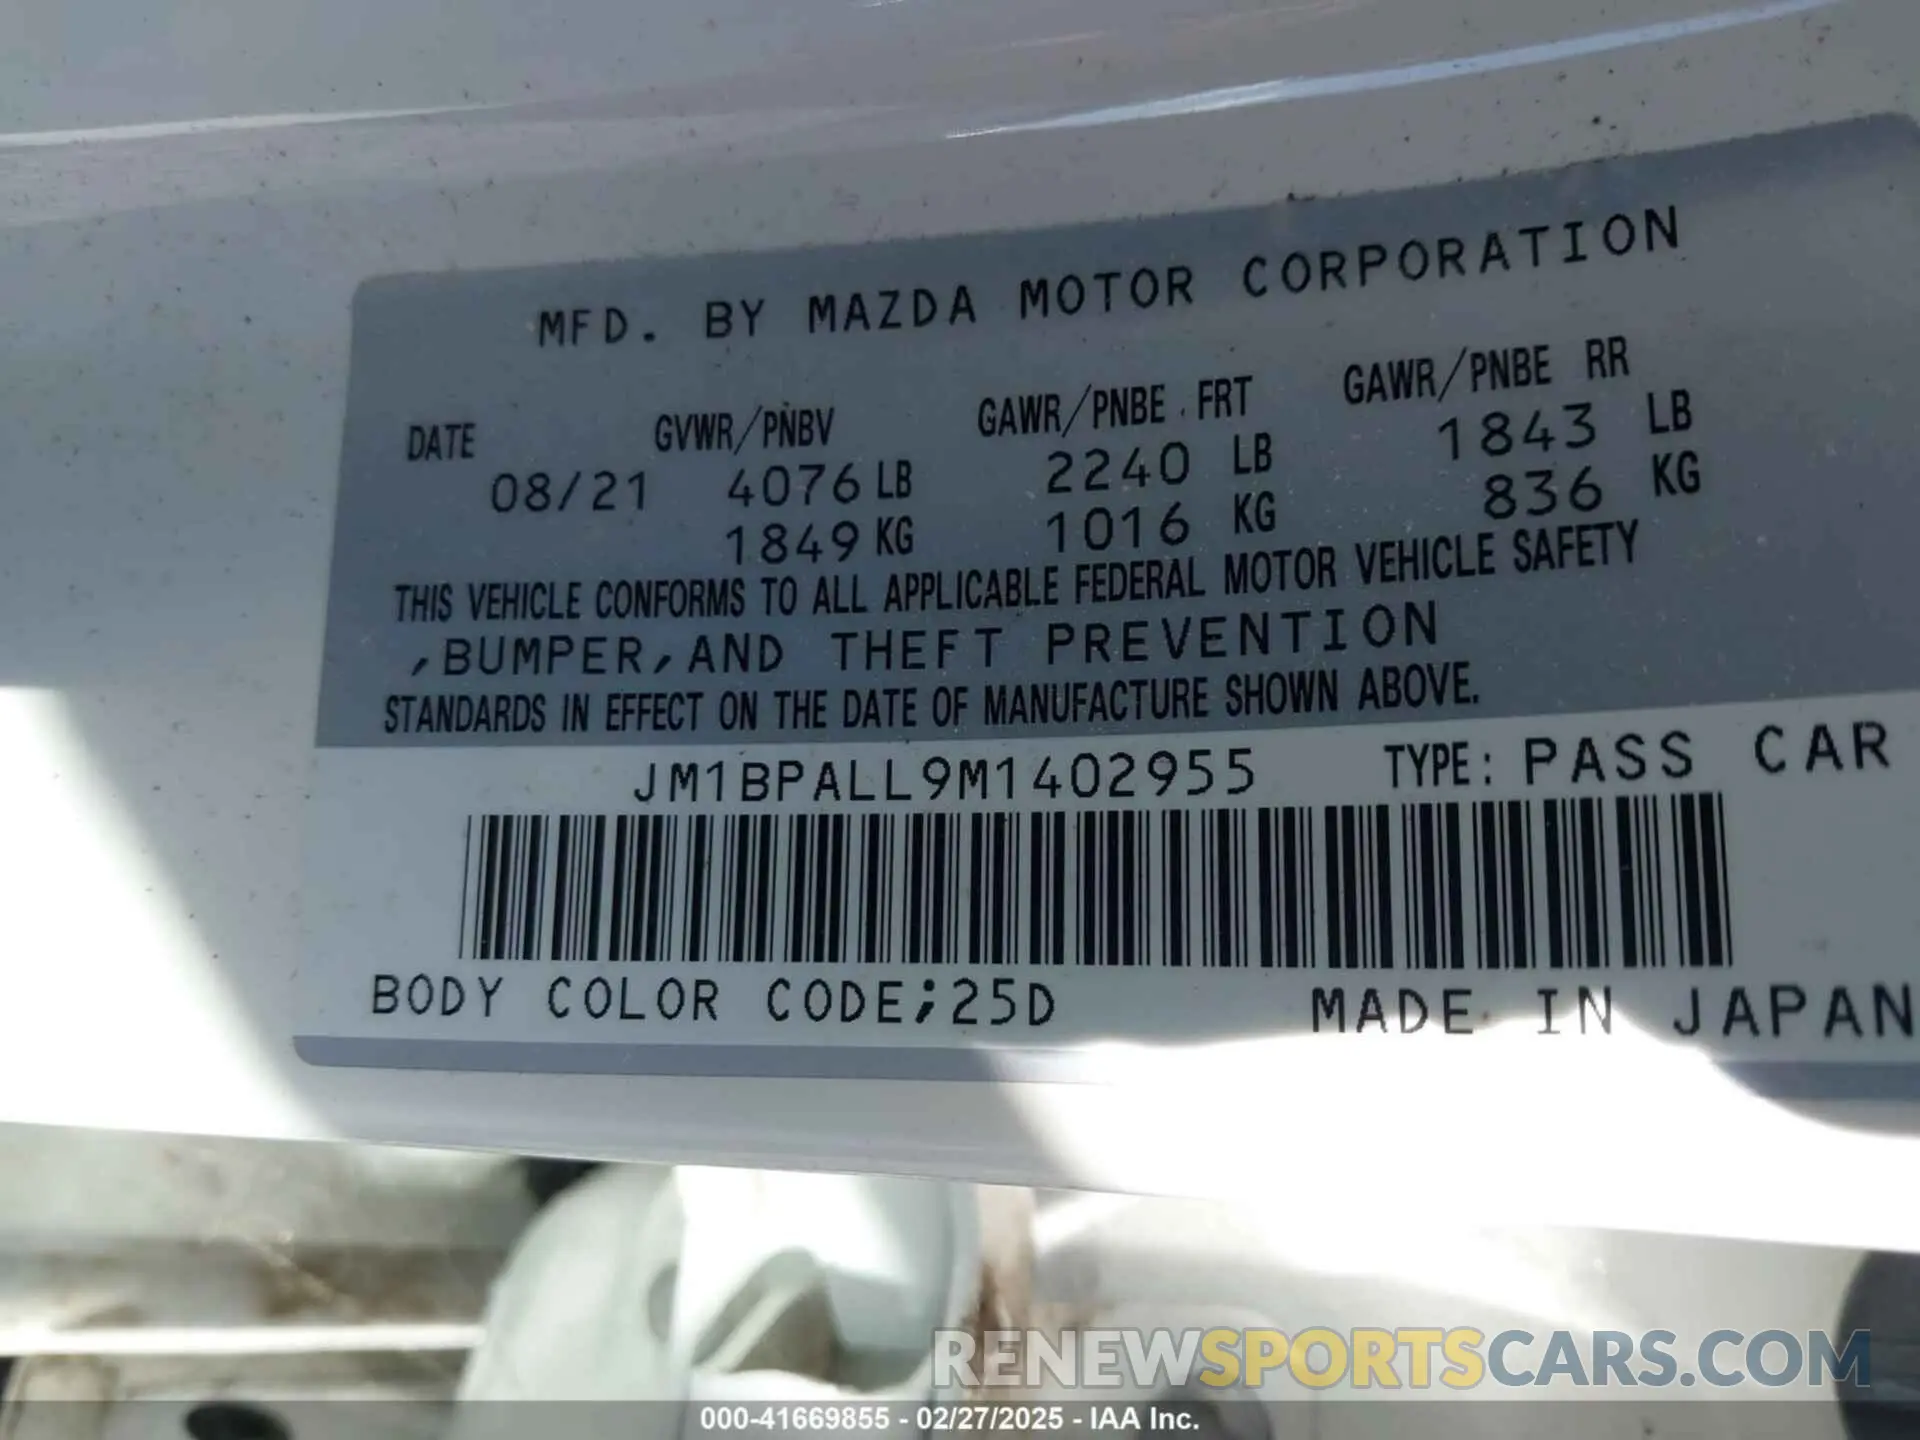 MFD. BY MAZDA MOTOR CORPORATION
DATE GVWR/PNBV GAWR/PNBE FRT GAWR/PNBE RR
08/21 4076 LB 2240 LB 1843 LB
1849 KG 1016 KG 836 KG
THIS VEHICLE CONFORMS TO ALL APPLICABLE FEDERAL MOTOR VEHICLE SAFETY
,BUMPER,AND THEFT PREVENTION
STANDARDS IN EFFECT ON THE DATE OF MANUFACTURE SHOWN ABOVE.
JM1BPALL9M1402955 TYPE: PASS CAR
BODY COLOR CODE;25D MADE IN JAPAN
RENEWSPORTSCARS.COM
000-41669855 - 02/27/2025 - IAA Inc.